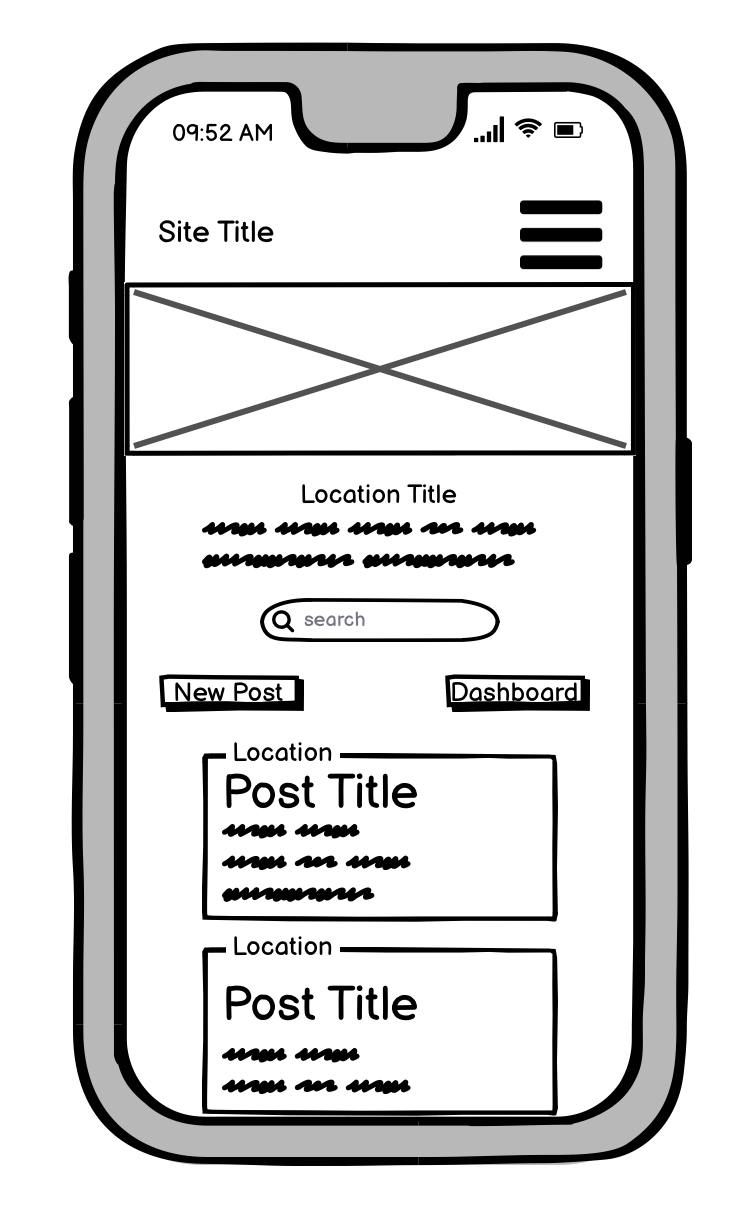 09:52 AM
Site Title
Location Title
search
New Post
Dashboard
Location
Post Title
Location
Post Title